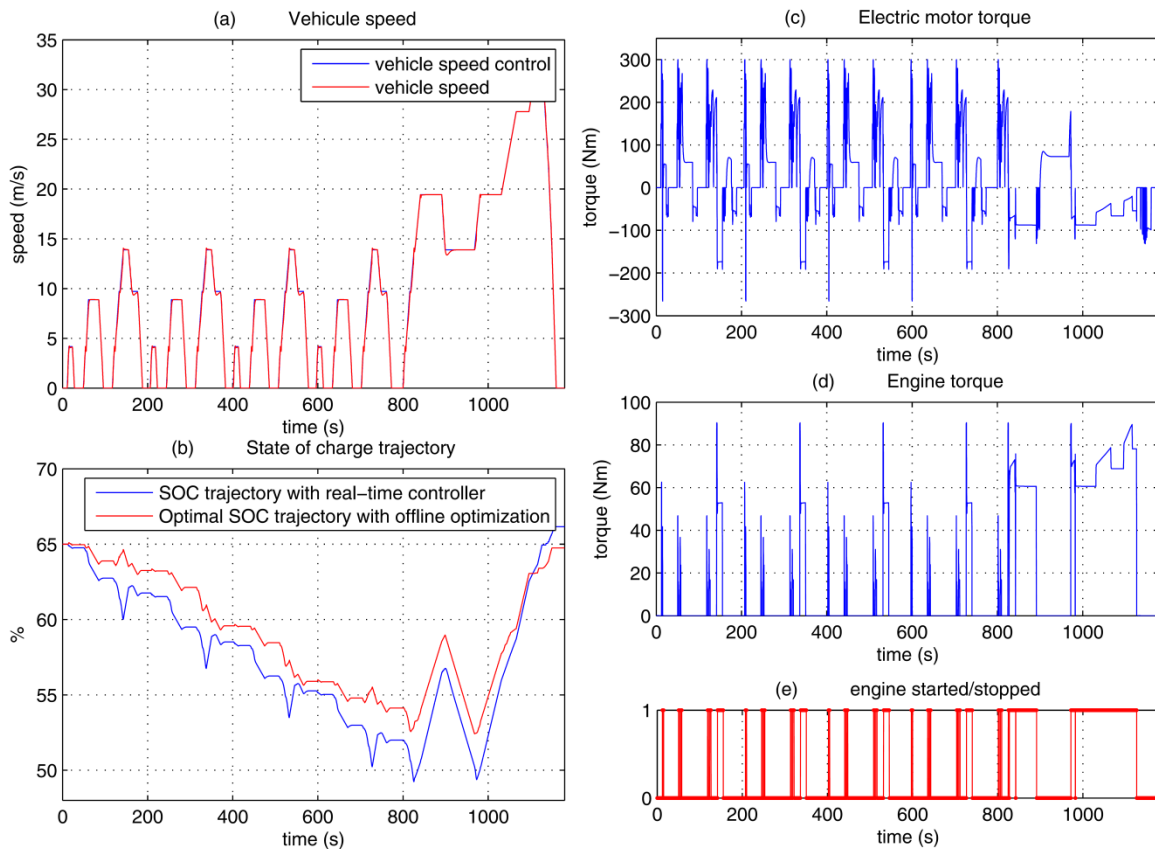 (a) Vehicule speed
35
30
25
20
15
10
5
0
speed (m/s)
vehicle speed control
vehicle speed
0 200 400 600 800 1000
time (s)
(b) State of charge trajectory
70
65
60
55
50
%
SOC trajectory with real-time controller
Optimal SOC trajectory with offline optimization
0 200 400 600 800 1000
time (s)
(c) Electric motor torque
300
200
100
0
−100
−200
−300
torque (Nm)
0 200 400 600 800 1000
time (s)
(d) Engine torque
100
80
60
40
20
0
torque (Nm)
0 200 400 600 800 1000
time (s)
(e) engine started/stopped
1
0
0 200 400 600 800 1000
time (s)